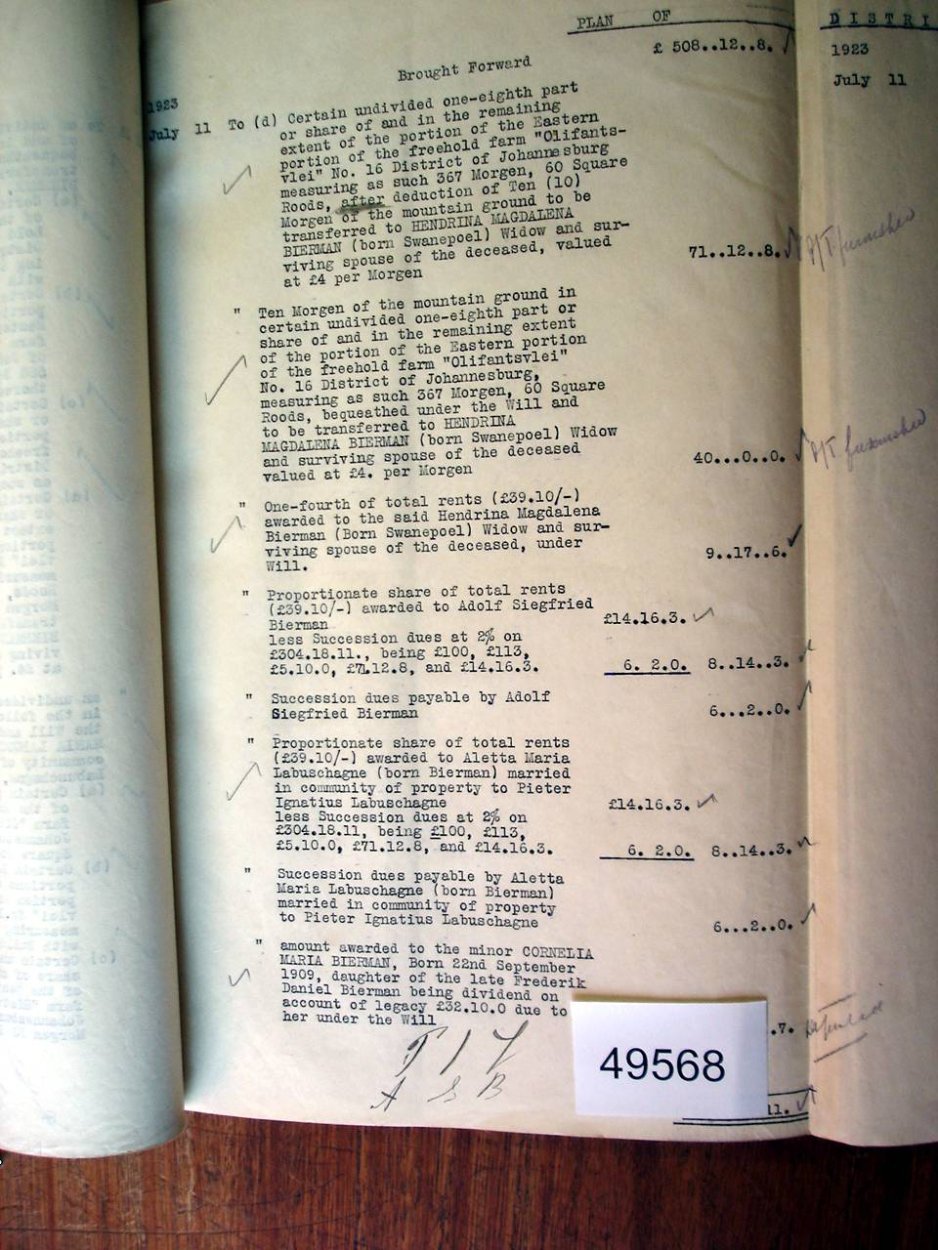 PLAN OF
DISTRI
£ 508..12..8.
1923
Brought Forward
July 11
1923
July 11 To (d) Certain undivided one-eighth part
or share of and in the remaining
extent of the portion of the Eastern
portion of the freehold farm "Olifants-
vlei" No. 16 District of Johannesburg
measuring as such 367 Morgen, 60 Square
Roods, after deduction of Ten (10)
Morgen of the mountain ground to be
transferred to HENDRINA MAGDALENA
BIERMAN (born Swanepoel) Widow and sur-
viving spouse of the deceased, valued
at £4 per Morgen 71..12..8. furnished
" Ten Morgen of the mountain ground in
certain undivided one-eighth part or
share of and in the remaining extent
of the portion of the Eastern portion
of the freehold farm "Olifantsvlei"
No. 16 District of Johannesburg,
measuring as such 367 Morgen, 60 Square
Roods, bequeathed under the Will and
to be transferred to HENDRINA
MAGDALENA BIERMAN (born Swanepoel) Widow
and surviving spouse of the deceased
valued at £4. per Morgen 40...0..0. furnished
" One-fourth of total rents (£39.10/-)
awarded to the said Hendrina Magdalena
Bierman (Born Swanepoel) Widow and sur-
viving spouse of the deceased, under
Will. 9..17..6.
" Proportionate share of total rents
(£39.10/-) awarded to Adolf Siegfried
Bierman £14.16.3.
less Succession dues at 2% on
£304.18.11., being £100, £113,
£5.10.0, £71.12.8, and £14.16.3. 6. 2.0. 8..14..3.
" Succession dues payable by Adolf
Siegfried Bierman 6...2..0.
" Proportionate share of total rents
(£39.10/-) awarded to Aletta Maria
Labuschagne (born Bierman) married
in community of property to Pieter
Ignatius Labuschagne £14.16.3.
less Succession dues at 2% on
£304.18.11, being £100, £113,
£5.10.0, £71.12.8, and £14.16.3. 6. 2.0. 8..14..3.
" Succession dues payable by Aletta
Maria Labuschagne (born Bierman)
married in community of property
to Pieter Ignatius Labuschagne 6...2..0.
" amount awarded to the minor CORNELIA
MARIA BIERMAN, Born 22nd September
1909, daughter of the late Frederik
Daniel Bierman being dividend on
account of legacy £32.10.0 due to
her under the Will .7.
A S B
49568
11.